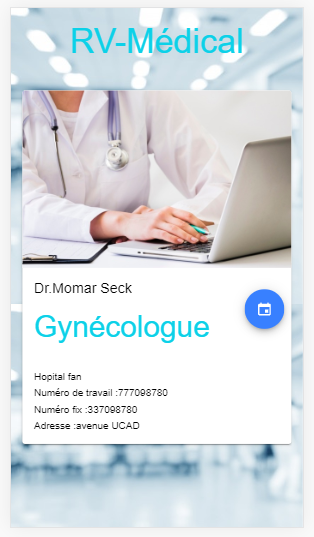 RV-Médical
Dr.Momar Seck
Gynécologue
Hopital fan
Numéro de travail :777098780
Numéro fix :337098780
Adresse :avenue UCAD